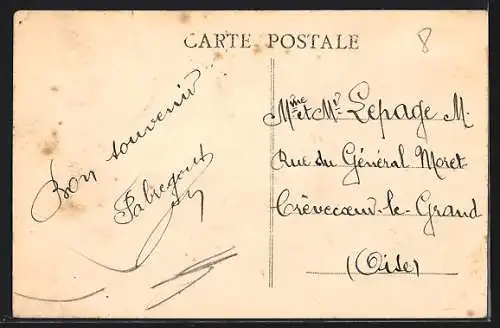 CARTE POSTALE
8
Bon souvenir
Fabregout
Mme et Mr Lepage M.
Rue du Général Moret
Crèvecoeur-le-Grand
(Oise)